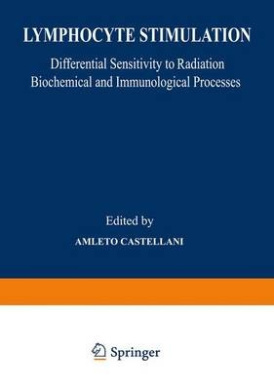 LYMPHOCYTE STIMULATION
Differential Sensitivity to Radiation
Biochemical and Immunological Processes
Edited by
AMLETO CASTELLANI
Springer